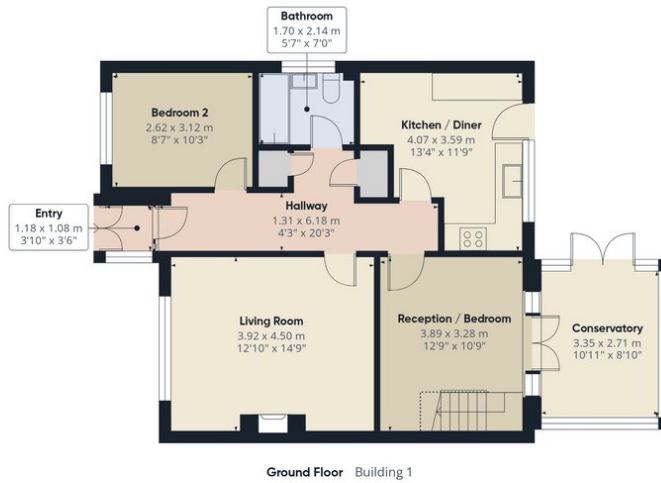 Bathroom
1.70 x 2.14 m
5'7" x 7'0"
Bedroom 2
2.62 x 3.12 m
8'7" x 10'3"
Kitchen / Diner
4.07 x 3.59 m
13'4" x 11'9"
Entry
1.18 x 1.08 m
3'10" x 3'6"
Hallway
1.31 x 6.18 m
4'3" x 20'3"
Living Room
3.92 x 4.50 m
12'10" x 14'9"
Reception / Bedroom
3.89 x 3.28 m
12'9" x 10'9"
Conservatory
3.35 x 2.71 m
10'11" x 8'10"
Ground Floor Building 1